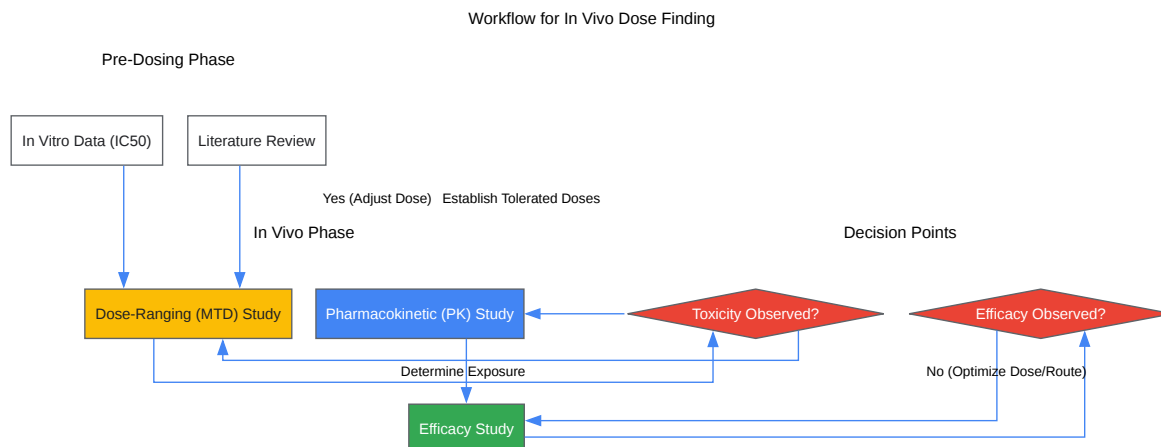 Workflow for In Vivo Dose Finding
Pre-Dosing Phase
In Vitro Data (IC50)
Literature Review
Yes (Adjust Dose)
Establish Tolerated Doses
In Vivo Phase
Decision Points
Dose-Ranging (MTD) Study
Pharmacokinetic (PK) Study
Toxicity Observed?
Efficacy Observed?
Determine Exposure
No (Optimize Dose/Route)
Efficacy Study